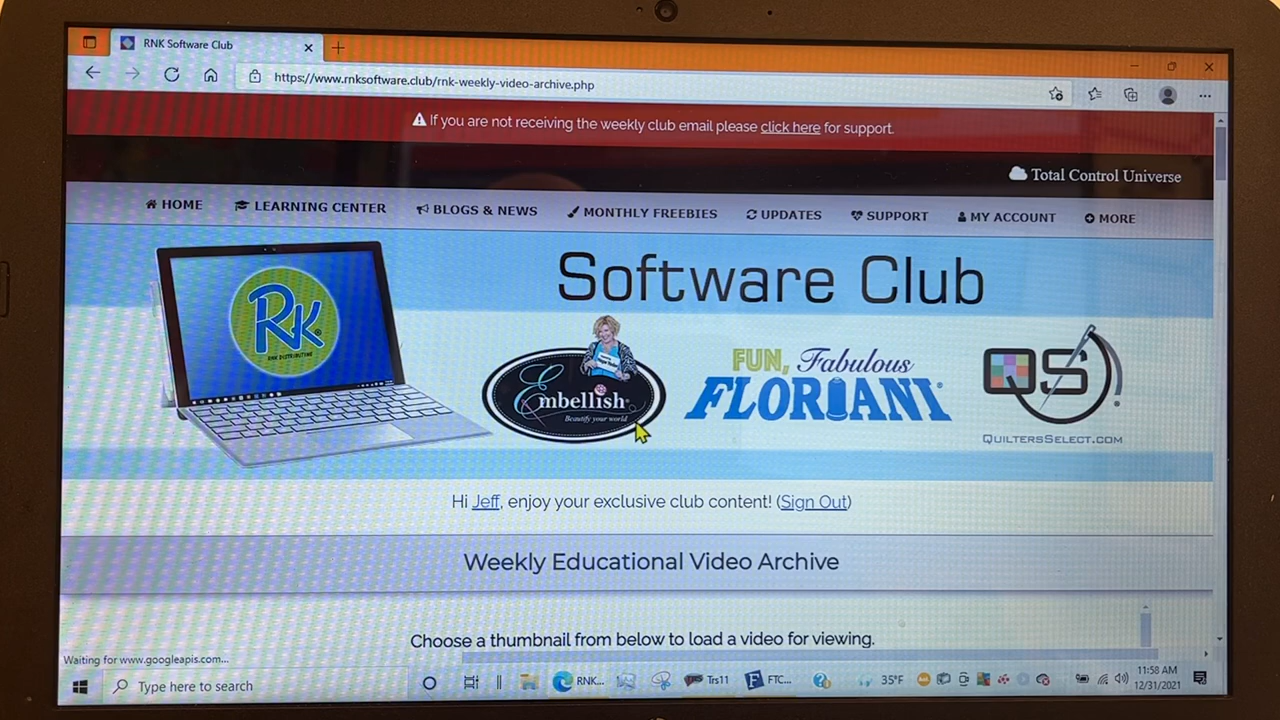 RNK Software Club
https://www.rnksoftware.club/rnk-weekly-video-archive.php
If you are not receiving the weekly club email please click here for support.
Total Control Universe
HOME LEARNING CENTER BLOGS & NEWS MONTHLY FREEBIES UPDATES SUPPORT MY ACCOUNT MORE
Software Club
RNK
RNK DISTRIBUTING
Embellish
Beautify your world
FUN, Fabulous
FLORIANI
QS
QUILTERSSELECT.COM
Hi Jeff, enjoy your exclusive club content! (Sign Out)
Weekly Educational Video Archive
Choose a thumbnail from below to load a video for viewing.
Waiting for www.googleapis.com...
Type here to search
RNK...
Trs11
FTC...
35°F
11:58 AM
12/31/2021